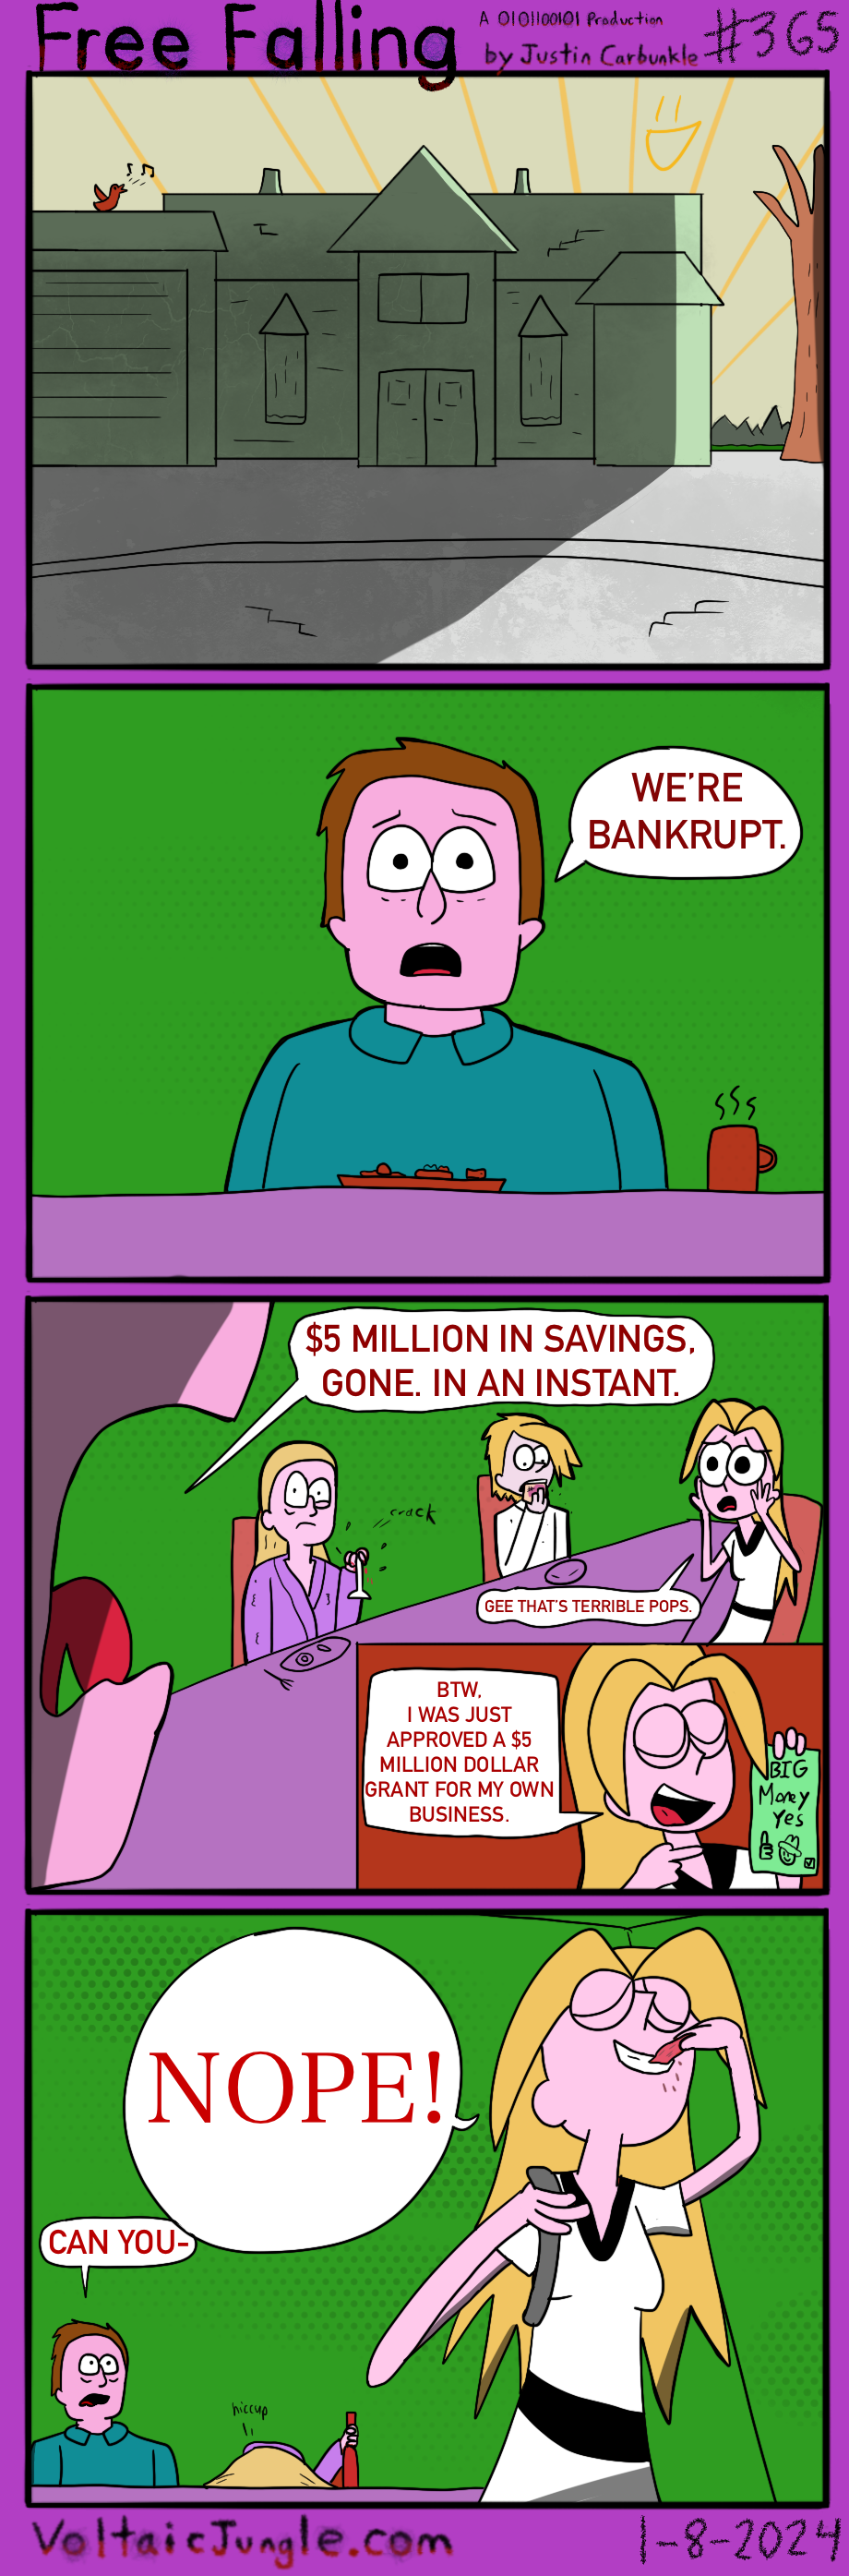 Free Falling
A 0101100101 Production
by Justin Carbunkle
#365
WE'RE
BANKRUPT.
$5 MILLION IN SAVINGS,
GONE. IN AN INSTANT.
crack
GEE THAT'S TERRIBLE POPS.
BTW,
I WAS JUST
APPROVED A $5
MILLION DOLLAR
GRANT FOR MY OWN
BUSINESS.
BIG
Money
Yes
NOPE!
CAN YOU-
hiccup
VoltaicJungle.com
1-8-2024